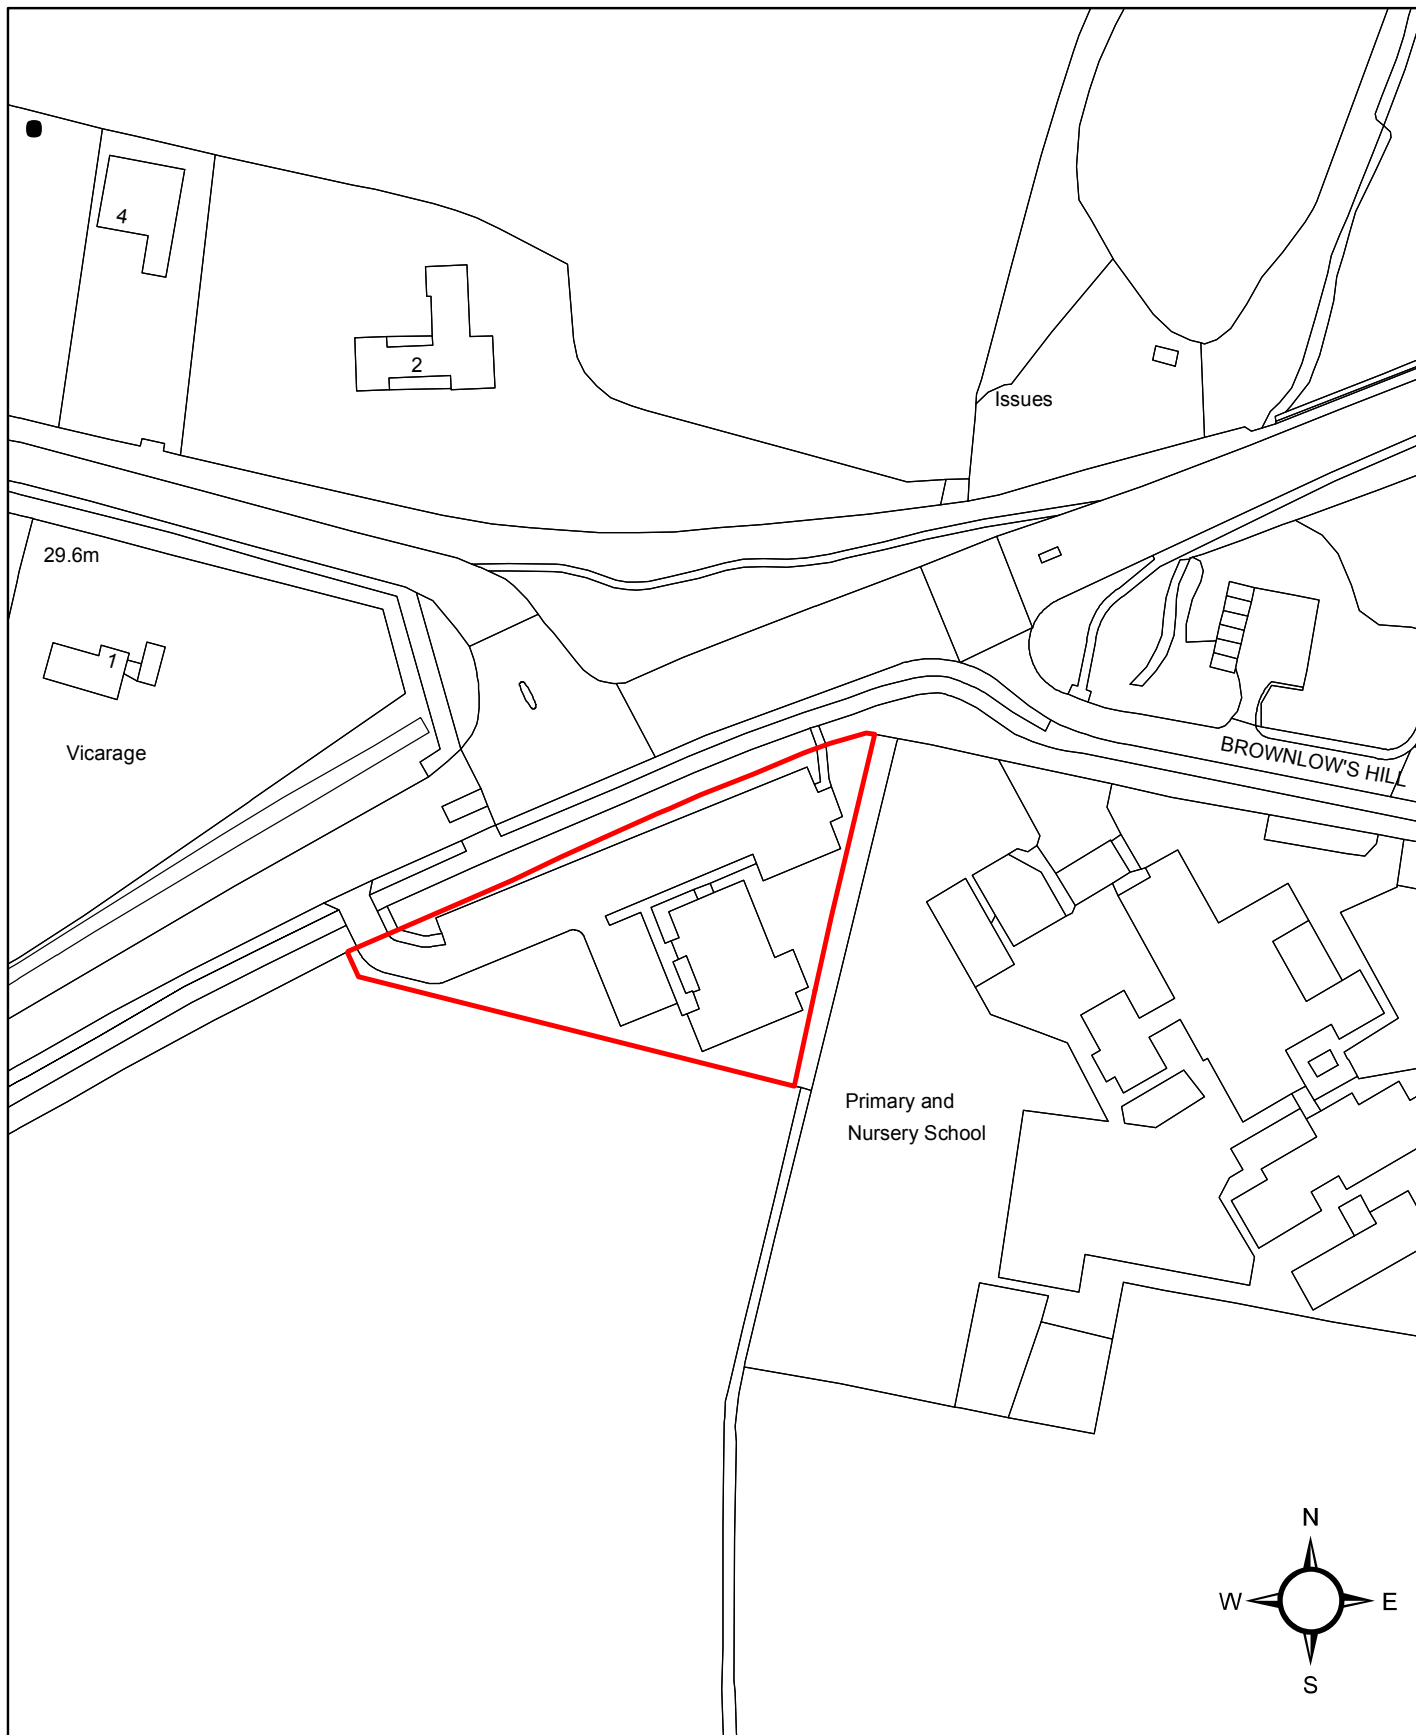 4
2
Issues
29.6m
1
Vicarage
BROWNLOW'S HILL
Primary and
Nursery School
N
W
E
S